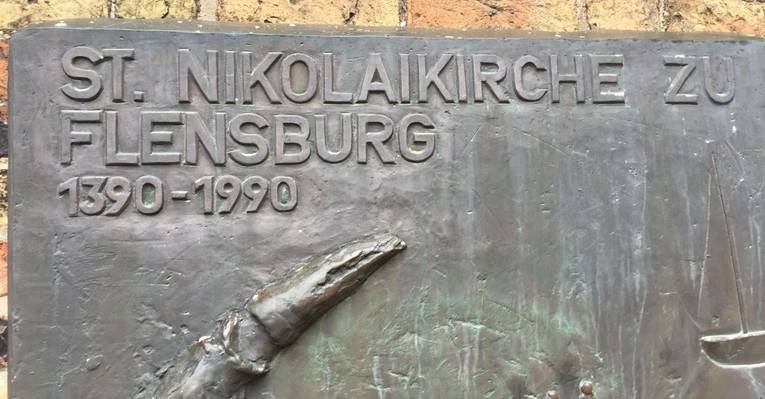 ST. NIKOLAIKIRCHE ZU
FLENSBURG
1390-1990